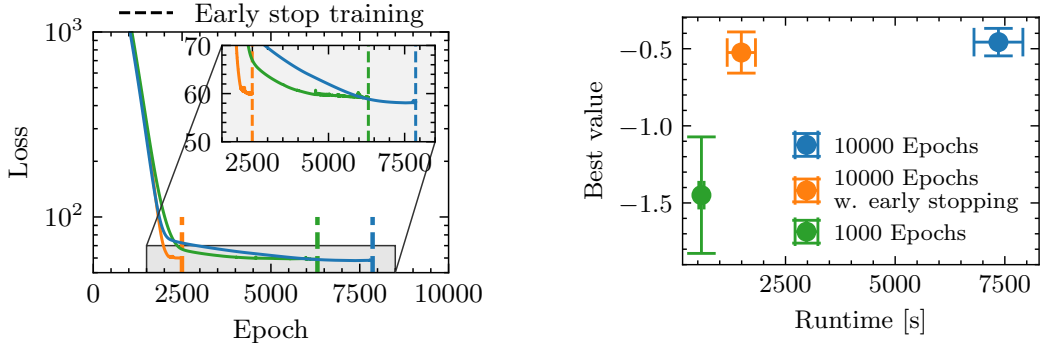 Early stop training
10³
10²
Loss
0
2500
5000
7500
10000
Epoch
70
60
50
2500
5000
7500
−0.5
−1.0
−1.5
Best value
2500
5000
7500
Runtime [s]
10000 Epochs
10000 Epochs
w. early stopping
1000 Epochs